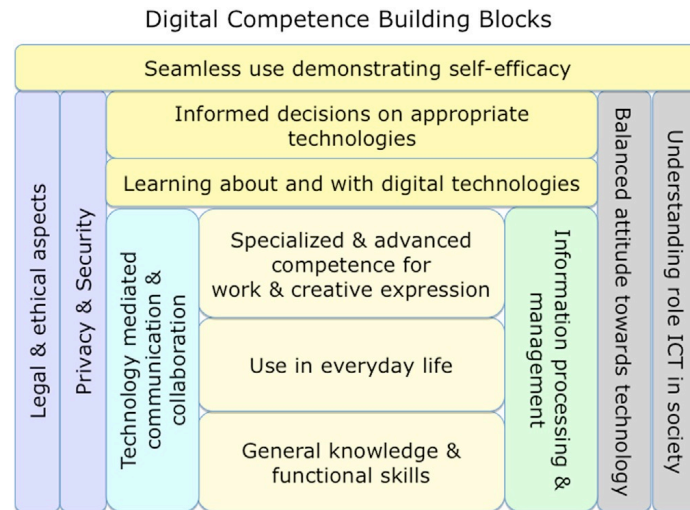 Digital Competence Building Blocks
Seamless use demonstrating self-efficacy
Informed decisions on appropriate
technologies
Learning about and with digital technologies
Legal & ethical aspects
Privacy & Security
Technology mediated
communication &
collaboration
Specialized & advanced
competence for
work & creative expression
Use in everyday life
General knowledge &
functional skills
Information processing &
management
Balanced attitude towards technology
Understanding role ICT in society